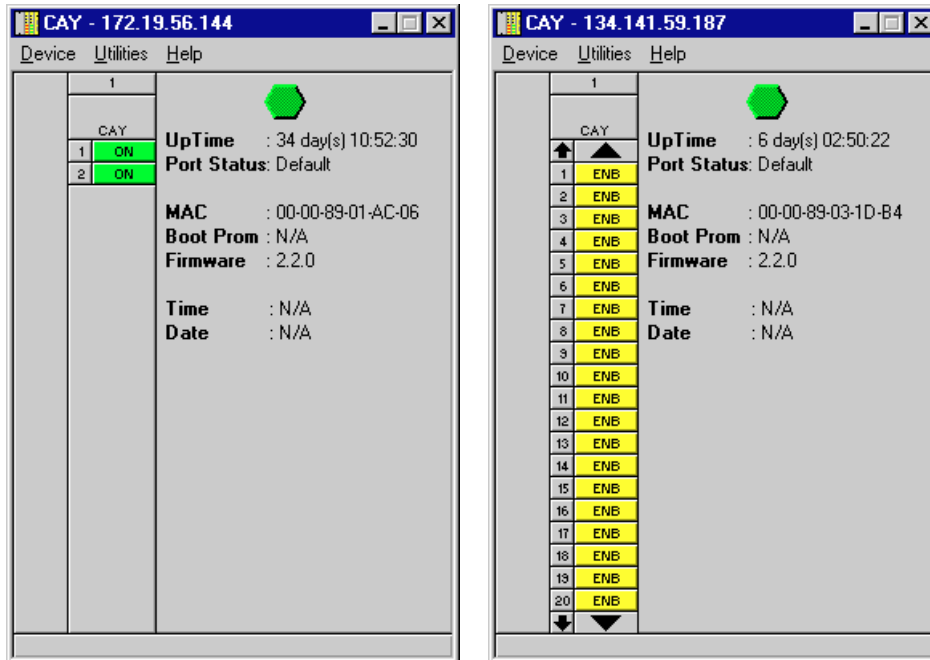 CAY - 172.19.56.144
Device Utilities Help
1
CAY
1 ON
2 ON
UpTime : 34 day(s) 10:52:30
Port Status: Default
MAC : 00-00-89-01-AC-06
Boot Prom : N/A
Firmware : 2.2.0
Time : N/A
Date : N/A
CAY - 134.141.59.187
Device Utilities Help
1
CAY
1 ENB
2 ENB
3 ENB
4 ENB
5 ENB
6 ENB
7 ENB
8 ENB
9 ENB
10 ENB
11 ENB
12 ENB
13 ENB
14 ENB
15 ENB
16 ENB
17 ENB
18 ENB
19 ENB
20 ENB
UpTime : 6 day(s) 02:50:22
Port Status: Default
MAC : 00-00-89-03-1D-B4
Boot Prom : N/A
Firmware : 2.2.0
Time : N/A
Date : N/A